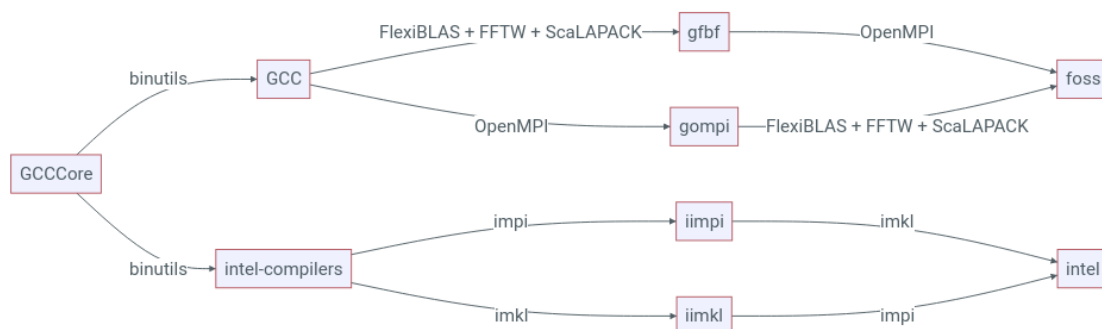 FlexiBLAS + FFTW + ScaLAPACK
gfbf
OpenMPI
binutils
GCC
foss
OpenMPI
gompi
FlexiBLAS + FFTW + ScaLAPACK
GCCCore
impi
iimpi
imkl
binutils
intel-compilers
intel
imkl
iimkl
impi